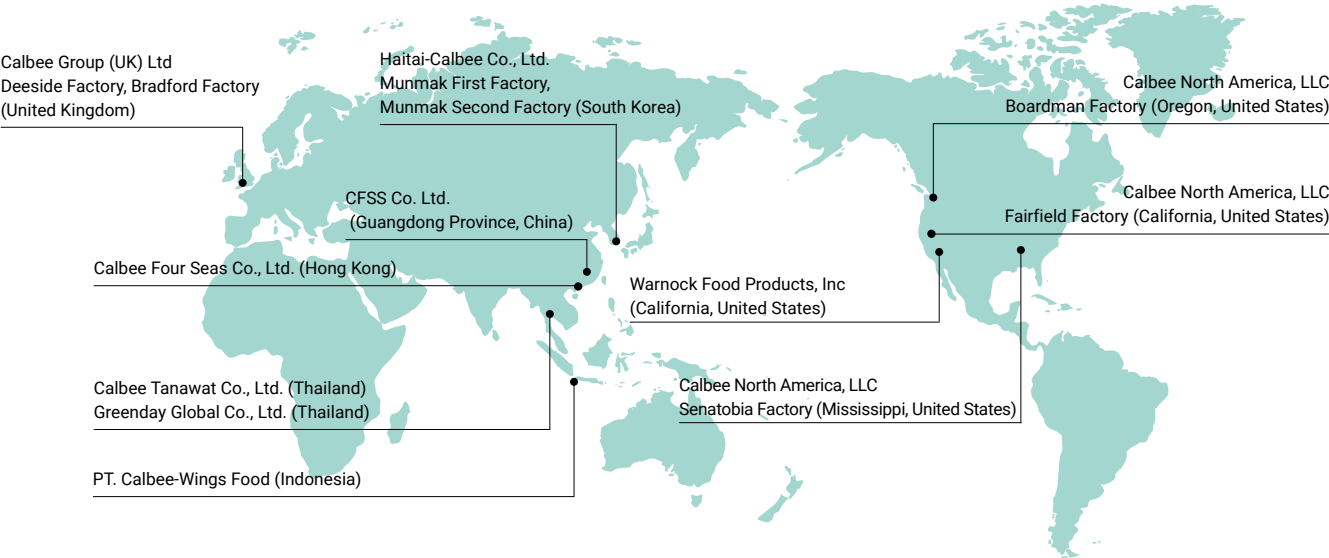 Calbee Group (UK) Ltd
Deeside Factory, Bradford Factory
(United Kingdom)
Haitai-Calbee Co., Ltd.
Munmak First Factory,
Munmak Second Factory (South Korea)
Calbee North America, LLC
Boardman Factory (Oregon, United States)
CFSS Co. Ltd.
(Guangdong Province, China)
Calbee North America, LLC
Fairfield Factory (California, United States)
Calbee Four Seas Co., Ltd. (Hong Kong)
Warnock Food Products, Inc
(California, United States)
Calbee Tanawat Co., Ltd. (Thailand)
Greenday Global Co., Ltd. (Thailand)
Calbee North America, LLC
Senatobia Factory (Mississippi, United States)
PT. Calbee-Wings Food (Indonesia)